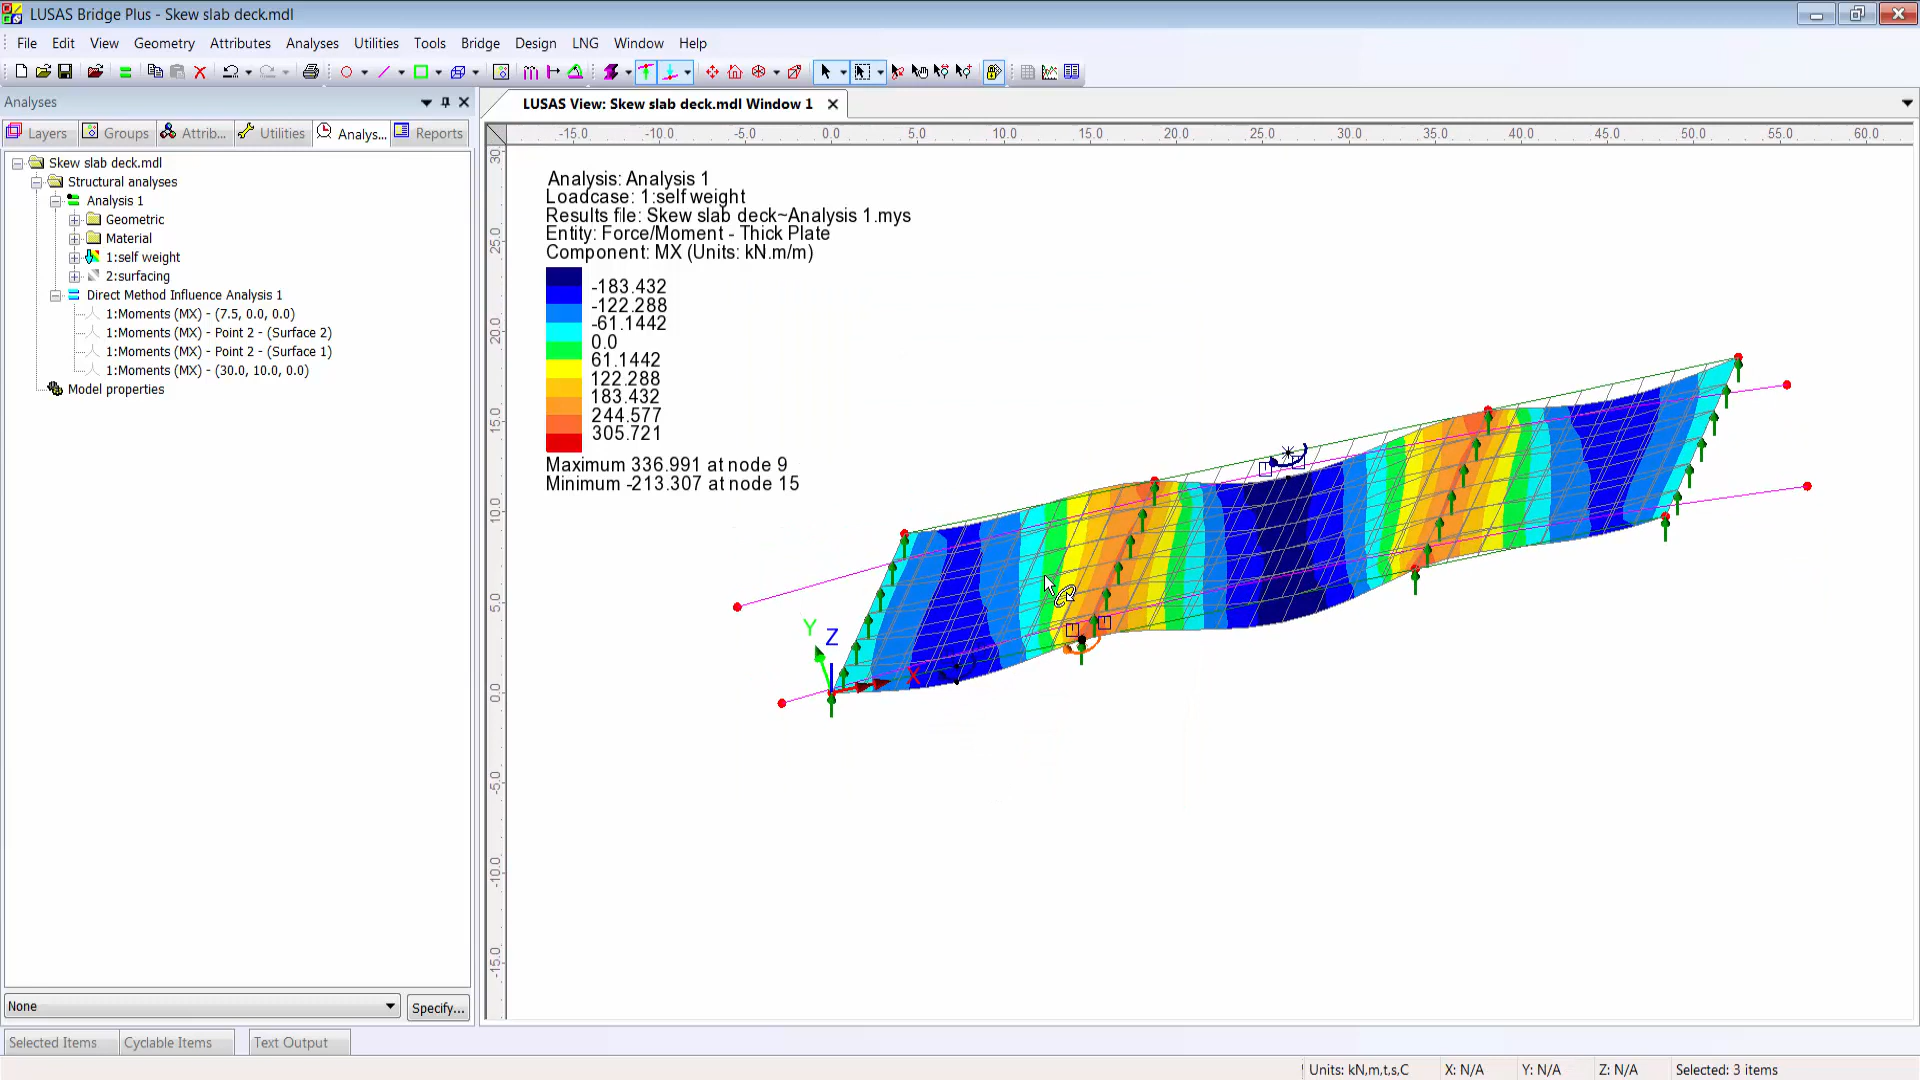 LUSAS Bridge Plus - Skew slab deck.mdl
File Edit View Geometry Attributes Analyses Utilities Tools Bridge Design LNG Window Help
Analyses
LUSAS View: Skew slab deck.mdl Window 1
Layers Groups Attrib... Utilities Analys... Reports
-15.0 -10.0 -5.0 0.0 5.0 10.0 15.0 20.0 25.0 30.0 35.0 40.0 45.0 50.0 55.0 60.0
Skew slab deck.mdl
Structural analyses
Analysis 1
Geometric
Material
1:self weight
2:surfacing
Direct Method Influence Analysis 1
1:Moments (MX) - (7.5, 0.0, 0.0)
1:Moments (MX) - Point 2 - (Surface 2)
1:Moments (MX) - Point 2 - (Surface 1)
1:Moments (MX) - (30.0, 10.0, 0.0)
Model properties
30.
25.0
20.0
15.0
10.0
5.0
0.0
-5.0
-10.0
-15.0
Analysis: Analysis 1
Loadcase: 1:self weight
Results file: Skew slab deck~Analysis 1.mys
Entity: Force/Moment - Thick Plate
Component: MX (Units: kN.m/m)
-183.432
-122.288
-61.1442
0.0
61.1442
122.288
183.432
244.577
305.721
Maximum 336.991 at node 9
Minimum -213.307 at node 15
Y Z X
None Specify...
Selected Items Cyclable Items Text Output
Units: kN,m,t,s,C X: N/A Y: N/A Z: N/A Selected: 3 items